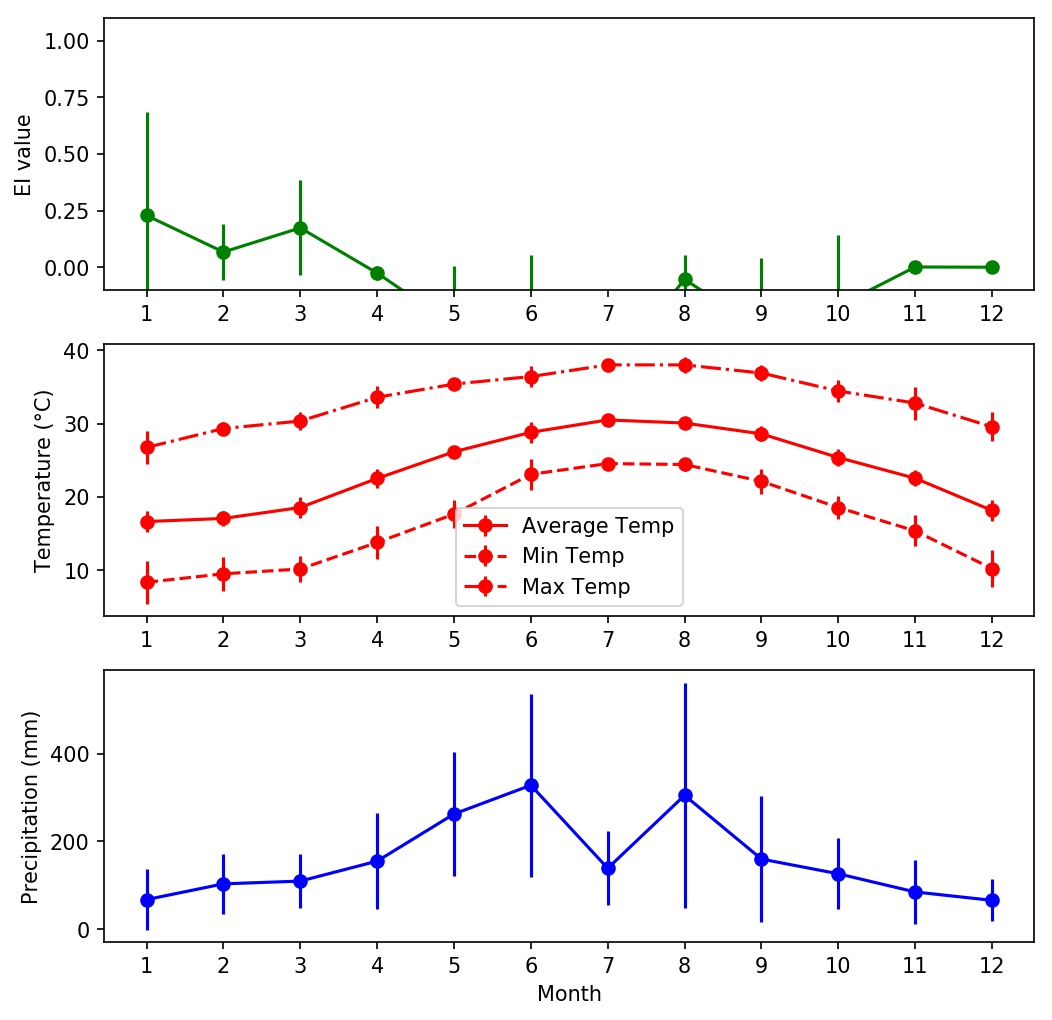 EI value
1.00
0.75
0.50
0.25
0.00
1 2 3 4 5 6 7 8 9 10 11 12
Temperature (°C)
40
30
20
10
Average Temp
Min Temp
Max Temp
1 2 3 4 5 6 7 8 9 10 11 12
Precipitation (mm)
400
200
0
1 2 3 4 5 6 7 8 9 10 11 12
Month